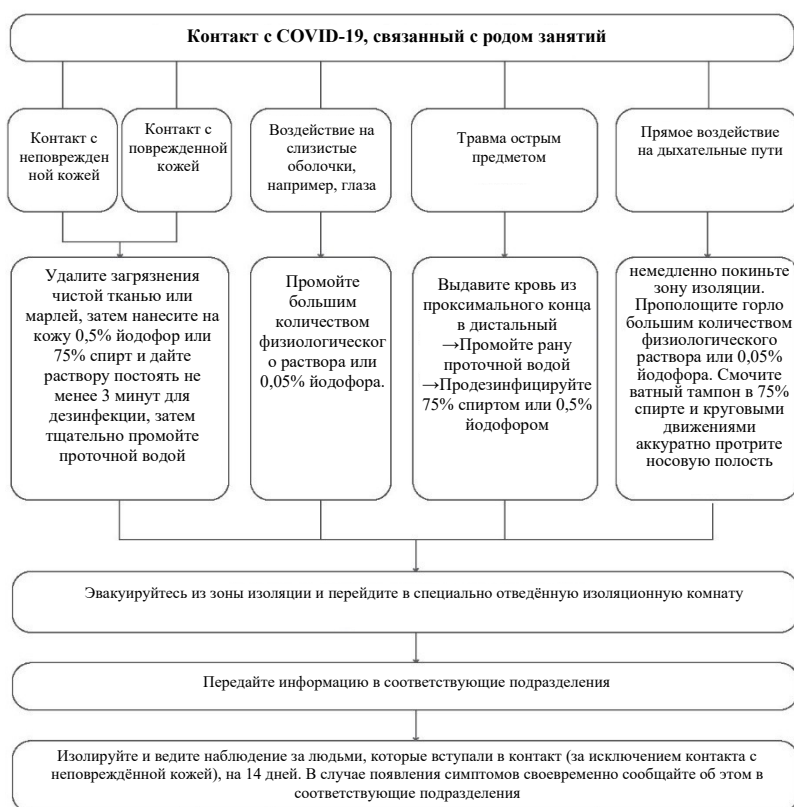 Контакт с COVID-19, связанный с родом занятий
Контакт с
неповрежден
ной кожей
Контакт с
поврежденной
кожей
Воздействие на
слизистые
оболочки,
например, глаза
Травма острым
предметом
Прямое воздействие
на дыхательные пути
Удалите загрязнения
чистой тканью или
марлей, затем нанесите на
кожу 0,5% йодофор или
75% спирт и дайте
раствору постоять не
менее 3 минут для
дезинфекции, затем
тщательно промойте
проточной водой
Промойте
большим
количеством
физиологическог
о раствора или
0,05% йодофора.
Выдавите кровь из
проксимального конца
в дистальный
→Промойте рану
проточной водой
→Продезинфицируйте
75% спиртом или 0,5%
йодофором
немедленно покиньте
зону изоляции.
Прополощите горло
большим количеством
физиологического
раствора или 0,05%
йодофора. Смочите
ватный тампон в 75%
спирте и круговыми
движениями
аккуратно протрите
носовую полость
Эвакуируйтесь из зоны изоляции и перейдите в специально отведённую изоляционную комнату
Передайте информацию в соответствующие подразделения
Изолируйте и ведите наблюдение за людьми, которые вступали в контакт (за исключением контакта с
неповреждённой кожей), на 14 дней. В случае появления симптомов своевременно сообщайте об этом в
соответствующие подразделения